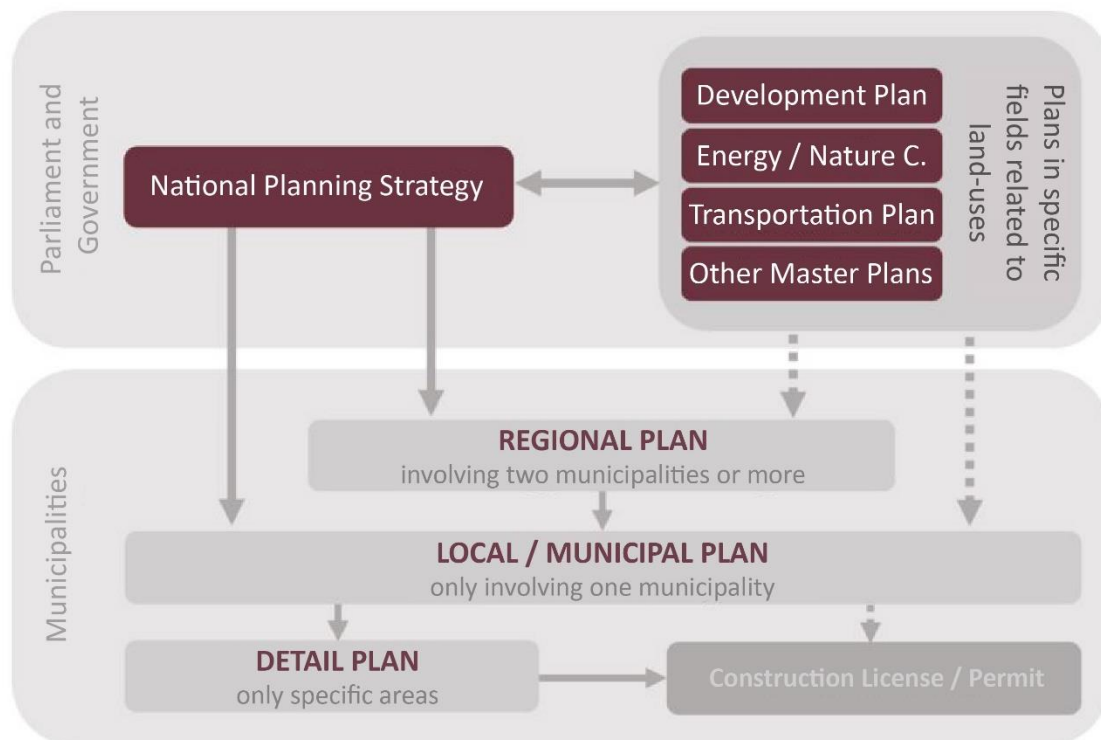 Parliament and
Government
National Planning Strategy
Development Plan
Energy / Nature C.
Transportation Plan
Other Master Plans
Plans in specific
fields related to
land-uses
Municipalities
REGIONAL PLAN
involving two municipalities or more
LOCAL / MUNICIPAL PLAN
only involving one municipality
DETAIL PLAN
only specific areas
Construction License / Permit